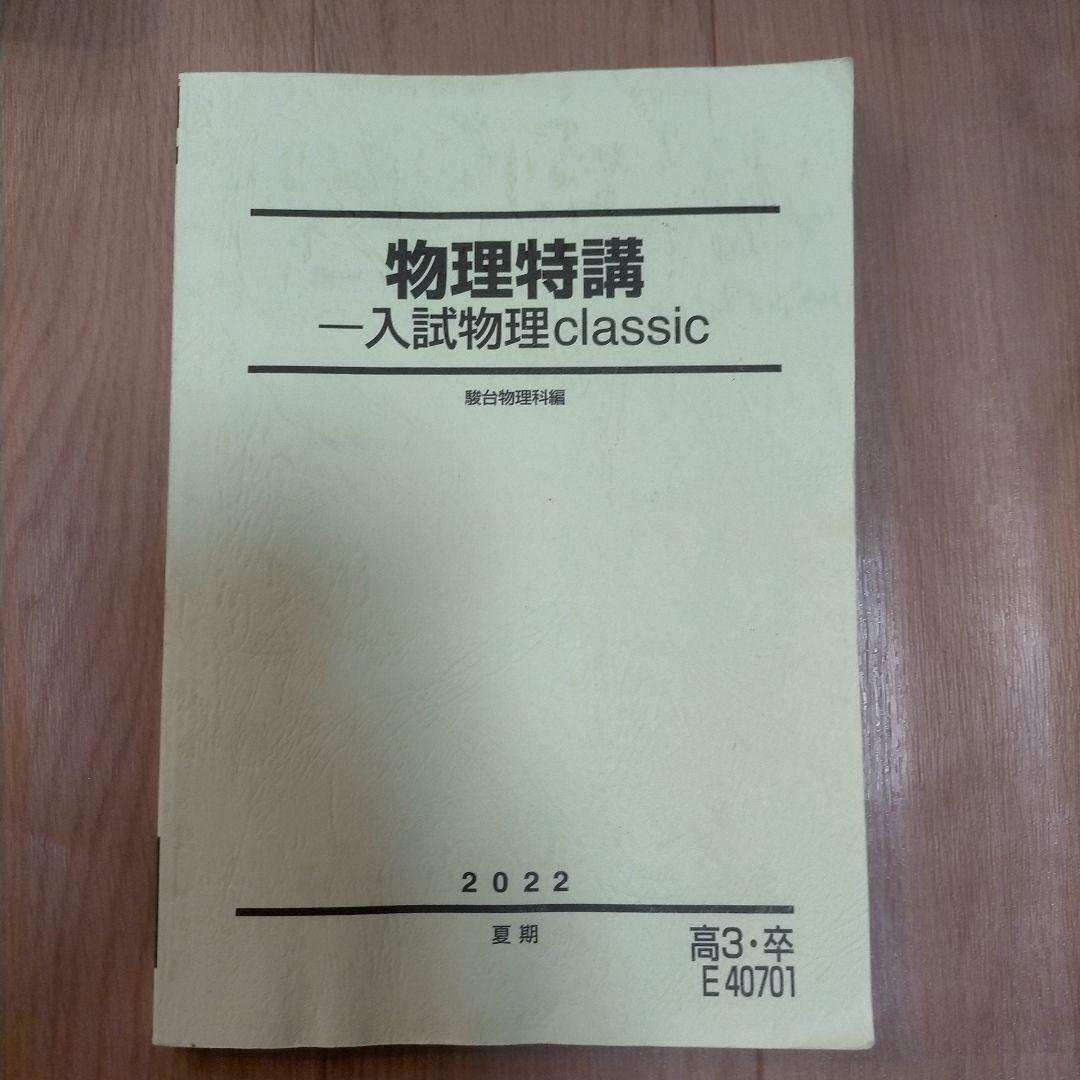 物理特講
—入試物理classic
駿台物理科編
2022
夏期
高3・卒
E40701